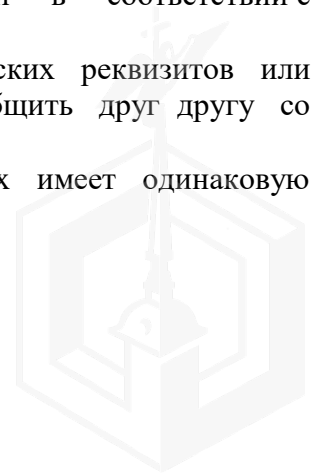 в соответствии с
ских реквизитов или
бщить друг другу со
х имеет одинаковую